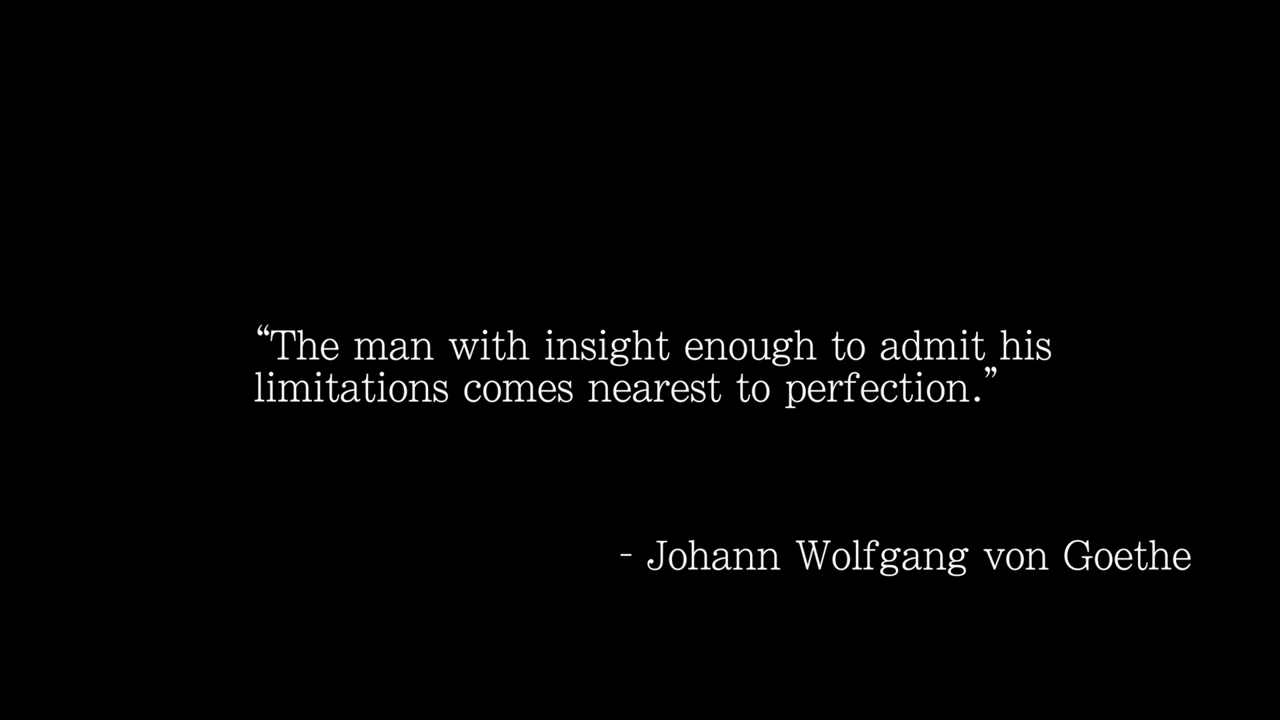 “The man with insight enough to admit his
limitations comes nearest to perfection.”
- Johann Wolfgang von Goethe